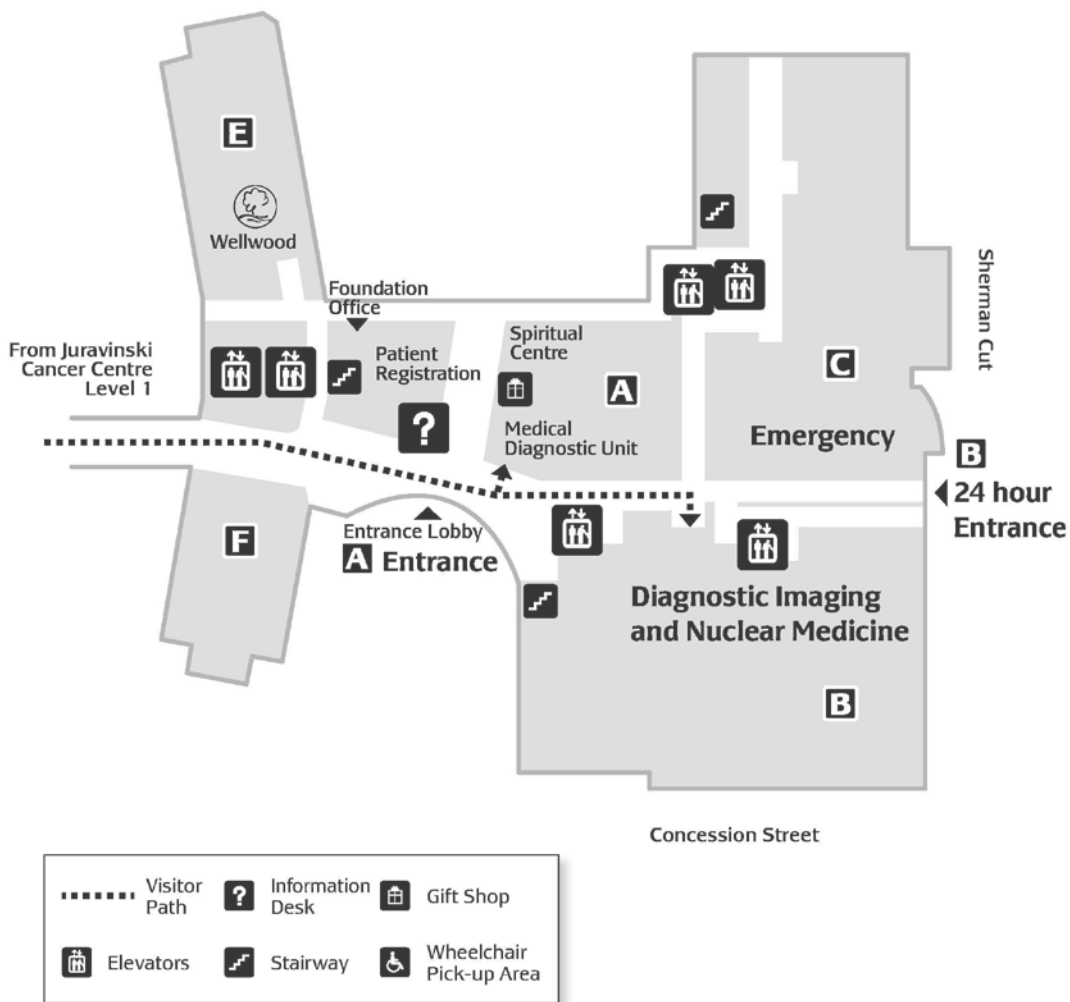 E
Wellwood
Foundation
Office
Patient
Registration
Spiritual
Centre
A
Medical
Diagnostic Unit
?
From Juravinski
Cancer Centre
Level 1
C
Emergency
Sherman Cut
B
24 hour
Entrance
F
Entrance Lobby
A Entrance
Diagnostic Imaging
and Nuclear Medicine
B
Concession Street
Visitor
Path
?
Information
Desk
Gift Shop
Elevators
Stairway
Wheelchair
Pick-up Area